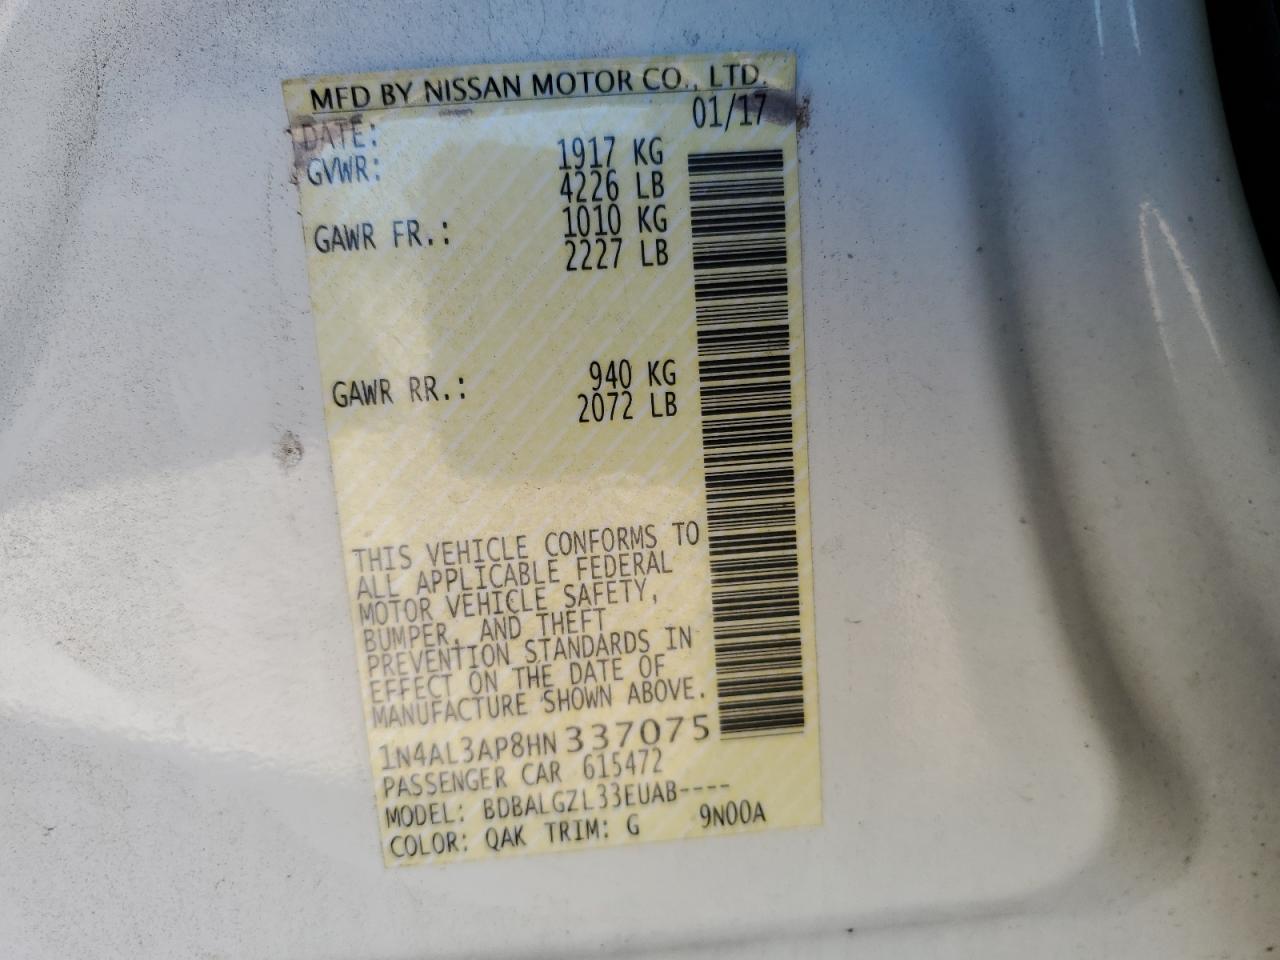 MFD BY NISSAN MOTOR CO., LTD.
DATE: 01/17
GVWR: 1917 KG
4226 LB
GAWR FR.: 1010 KG
2227 LB
GAWR RR.: 940 KG
2072 LB
THIS VEHICLE CONFORMS TO
ALL APPLICABLE FEDERAL
MOTOR VEHICLE SAFETY,
BUMPER, AND THEFT
PREVENTION STANDARDS IN
EFFECT ON THE DATE OF
MANUFACTURE SHOWN ABOVE.
1N4AL3AP8HN337075
PASSENGER CAR 615472
MODEL: BDBALGZL33EUAB----
COLOR: QAK TRIM: G 9N00A